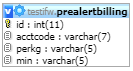 testifw.prealertbilling
id : int(11)
acctcode : varchar(7)
perkg : varchar(5)
min : varchar(5)